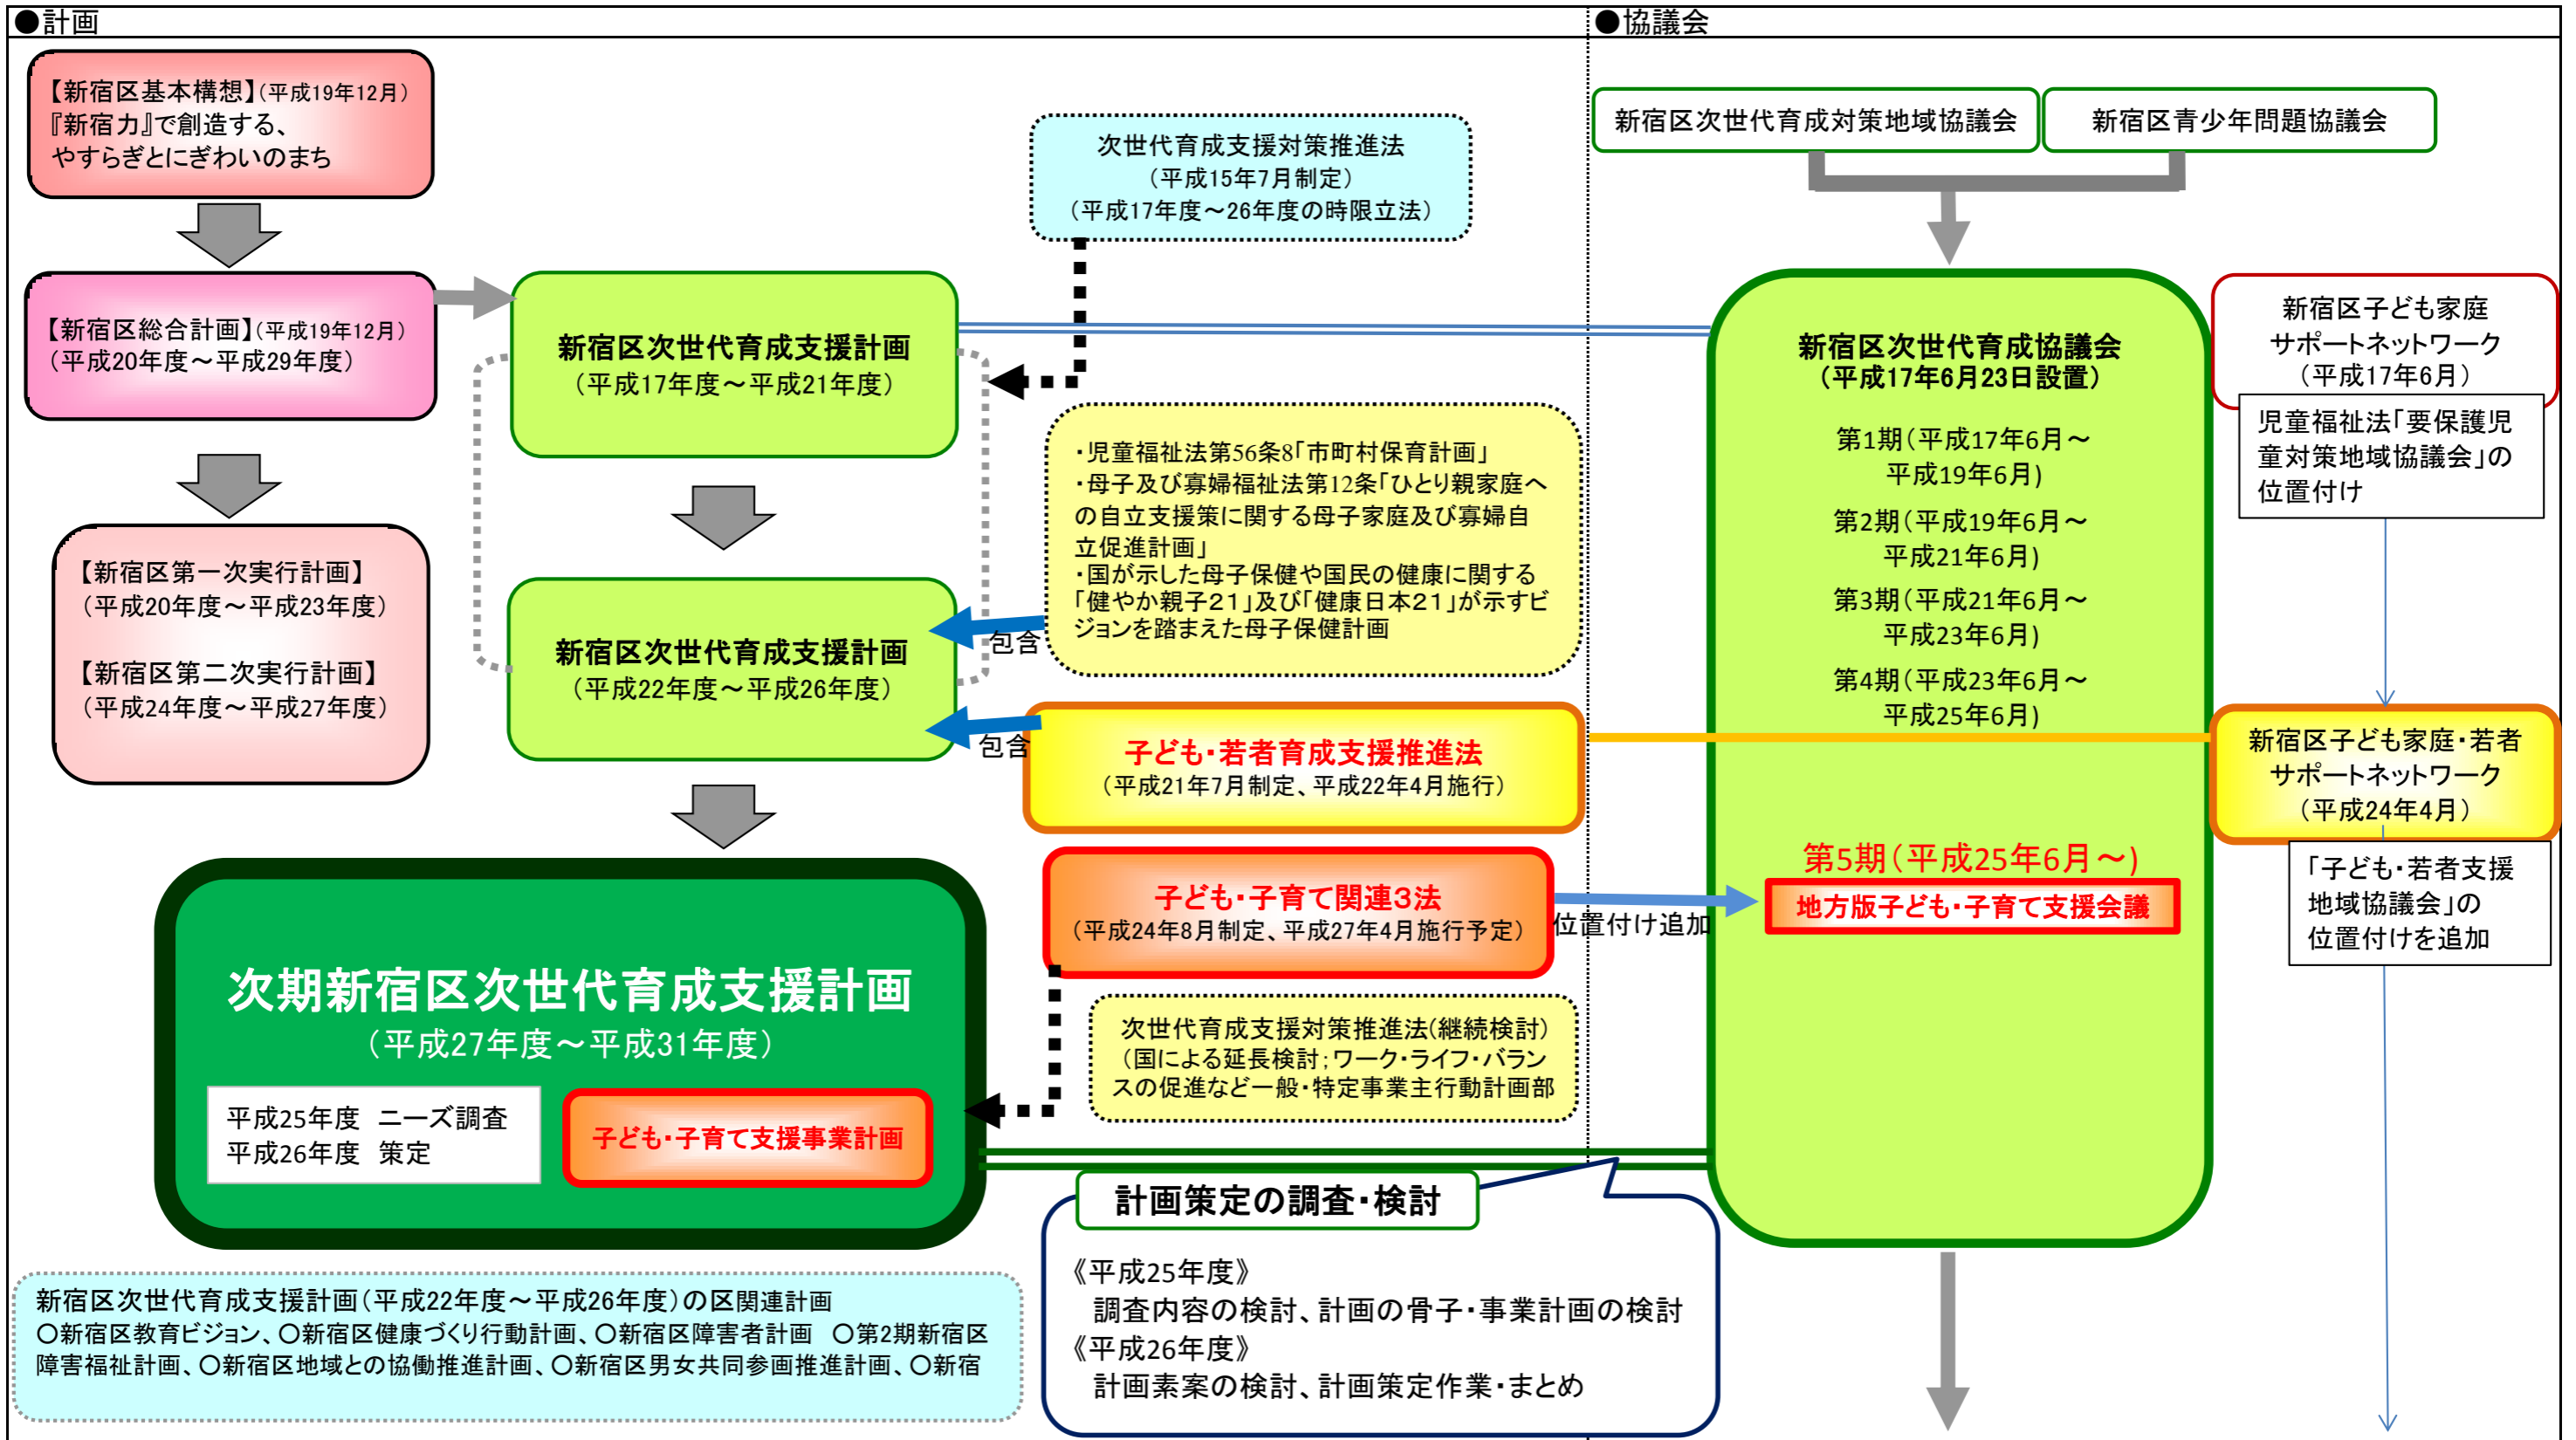 ●計画
●協議会
【新宿区基本構想】(平成19年12月)
『新宿力』で創造する、
やすらぎとにぎわいのまち
【新宿区総合計画】(平成19年12月)
(平成20年度～平成29年度)
【新宿区第一次実行計画】
(平成20年度～平成23年度)
【新宿区第二次実行計画】
(平成24年度～平成27年度)
新宿区次世代育成支援計画
(平成17年度～平成21年度)
新宿区次世代育成支援計画
(平成22年度～平成26年度)
次世代育成支援対策推進法
(平成15年7月制定)
(平成17年度～26年度の時限立法)
・児童福祉法第56条8「市町村保育計画」
・母子及び寡婦福祉法第12条「ひとり親家庭へ
の自立支援策に関する母子家庭及び寡婦自
立促進計画」
・国が示した母子保健や国民の健康に関する
「健やか親子２１」及び「健康日本２１」が示すビ
ジョンを踏まえた母子保健計画
包含
子ども・若者育成支援推進法
(平成21年7月制定、平成22年4月施行)
包含
子ども・子育て関連３法
(平成24年8月制定、平成27年4月施行予定)
位置付け追加
次世代育成支援対策推進法(継続検討)
(国による延長検討;ワーク・ライフ・バラン
スの促進など一般・特定事業主行動計画部
次期新宿区次世代育成支援計画
(平成27年度～平成31年度)
平成25年度 ニーズ調査
平成26年度 策定
子ども・子育て支援事業計画
計画策定の調査・検討
《平成25年度》
調査内容の検討、計画の骨子・事業計画の検討
《平成26年度》
計画素案の検討、計画策定作業・まとめ
新宿区次世代育成支援計画(平成22年度～平成26年度)の区関連計画
〇新宿区教育ビジョン、〇新宿区健康づくり行動計画、〇新宿区障害者計画 〇第2期新宿区
障害福祉計画、〇新宿区地域との協働推進計画、〇新宿区男女共同参画推進計画、〇新宿
新宿区次世代育成対策地域協議会
新宿区青少年問題協議会
新宿区次世代育成協議会
(平成17年6月23日設置)
第1期(平成17年6月～
平成19年6月)
第2期(平成19年6月～
平成21年6月)
第3期(平成21年6月～
平成23年6月)
第4期(平成23年6月～
平成25年6月)
第5期(平成25年6月～)
地方版子ども・子育て支援会議
新宿区子ども家庭
サポートネットワーク
(平成17年6月)
児童福祉法「要保護児
童対策地域協議会」の
位置付け
新宿区子ども家庭・若者
サポートネットワーク
(平成24年4月)
「子ども・若者支援
地域協議会」の
位置付けを追加